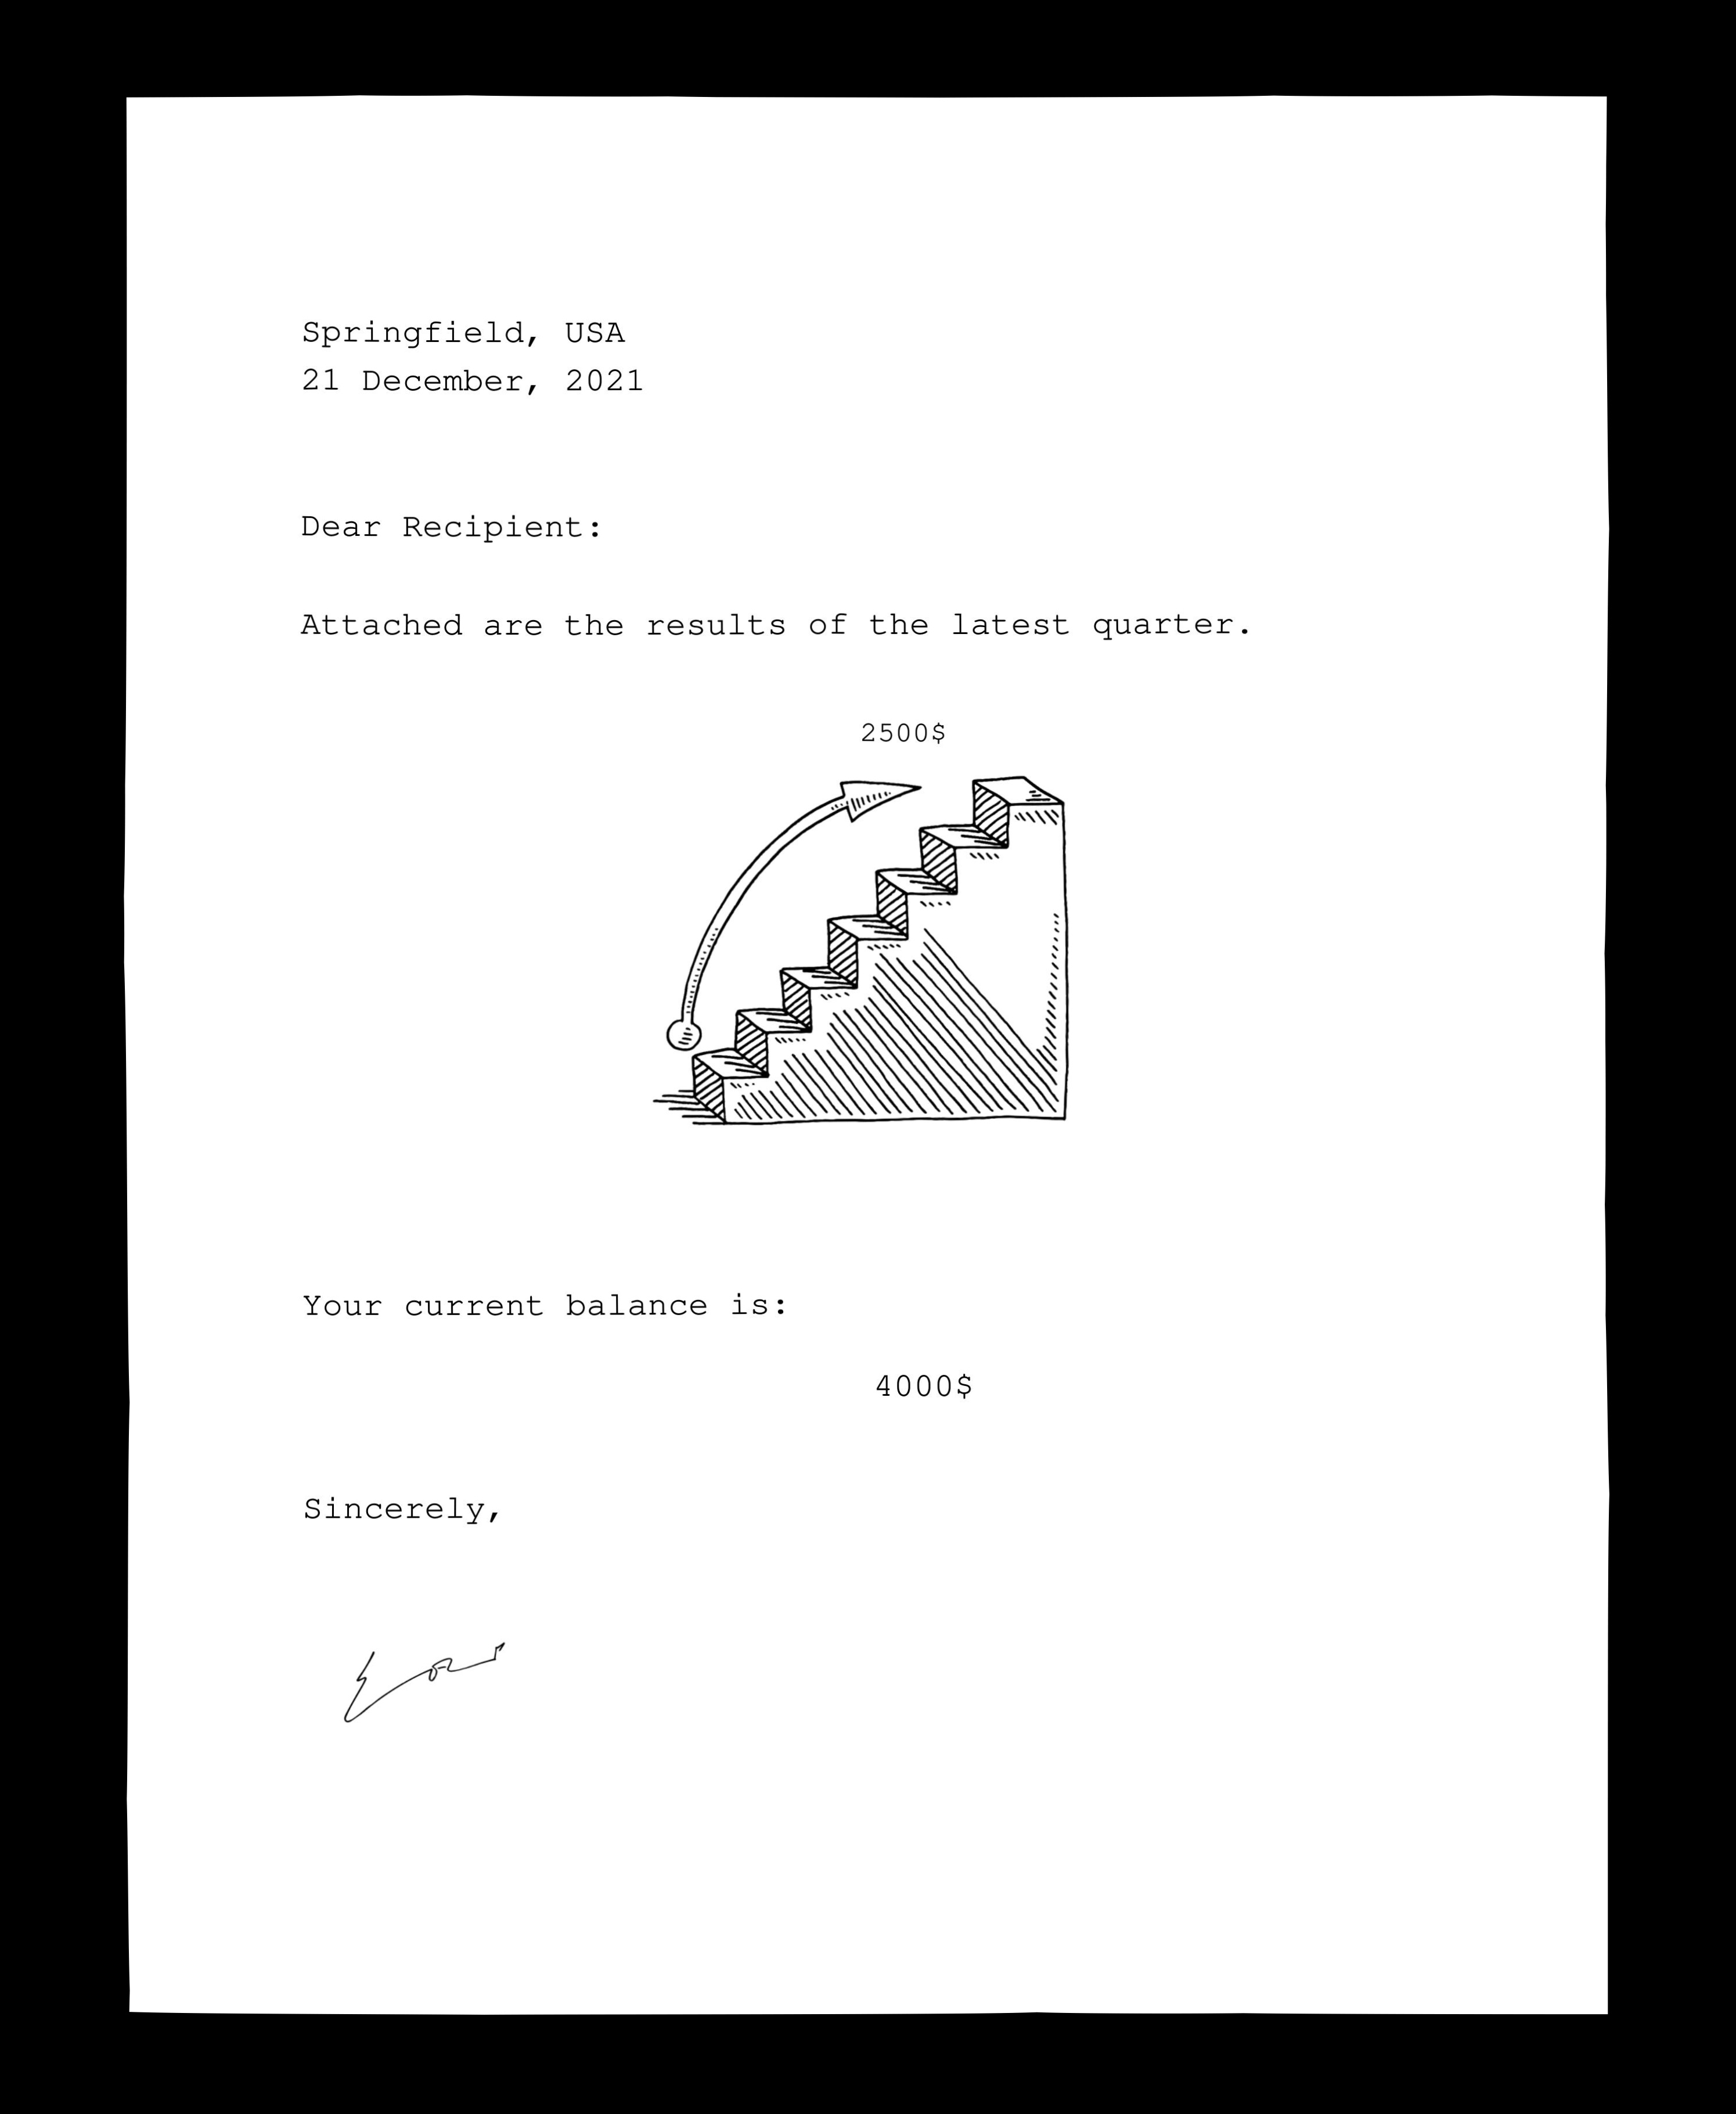 Springfield, USA
21 December, 2021
Dear Recipient:
Attached are the results of the latest quarter.
2500$
Your current balance is:
4000$
Sincerely,